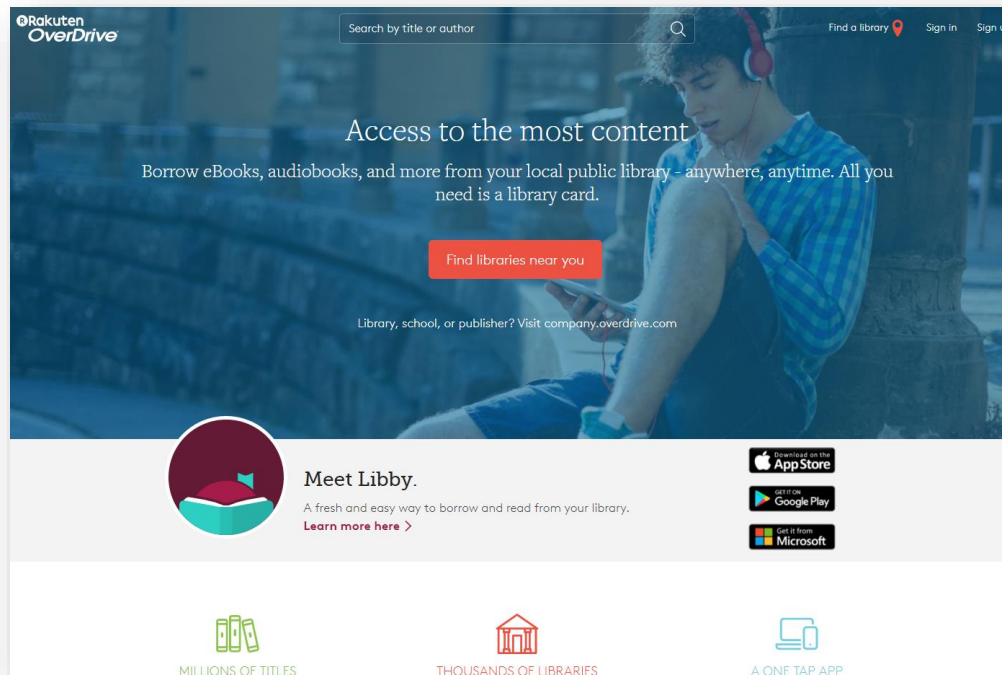 Rakuten
OverDrive
Search by title or author
Find a library
Sign in
Sign u
Access to the most content
Borrow eBooks, audiobooks, and more from your local public library - anywhere, anytime. All you
need is a library card.
Find libraries near you
Library, school, or publisher? Visit company.overdrive.com
Meet Libby.
A fresh and easy way to borrow and read from your library.
Learn more here >
Download on the
App Store
GET IT ON
Google Play
Get it from
Microsoft
MILLIONS OF TITLES
THOUSANDS OF LIBRARIES
A ONE TAP APP